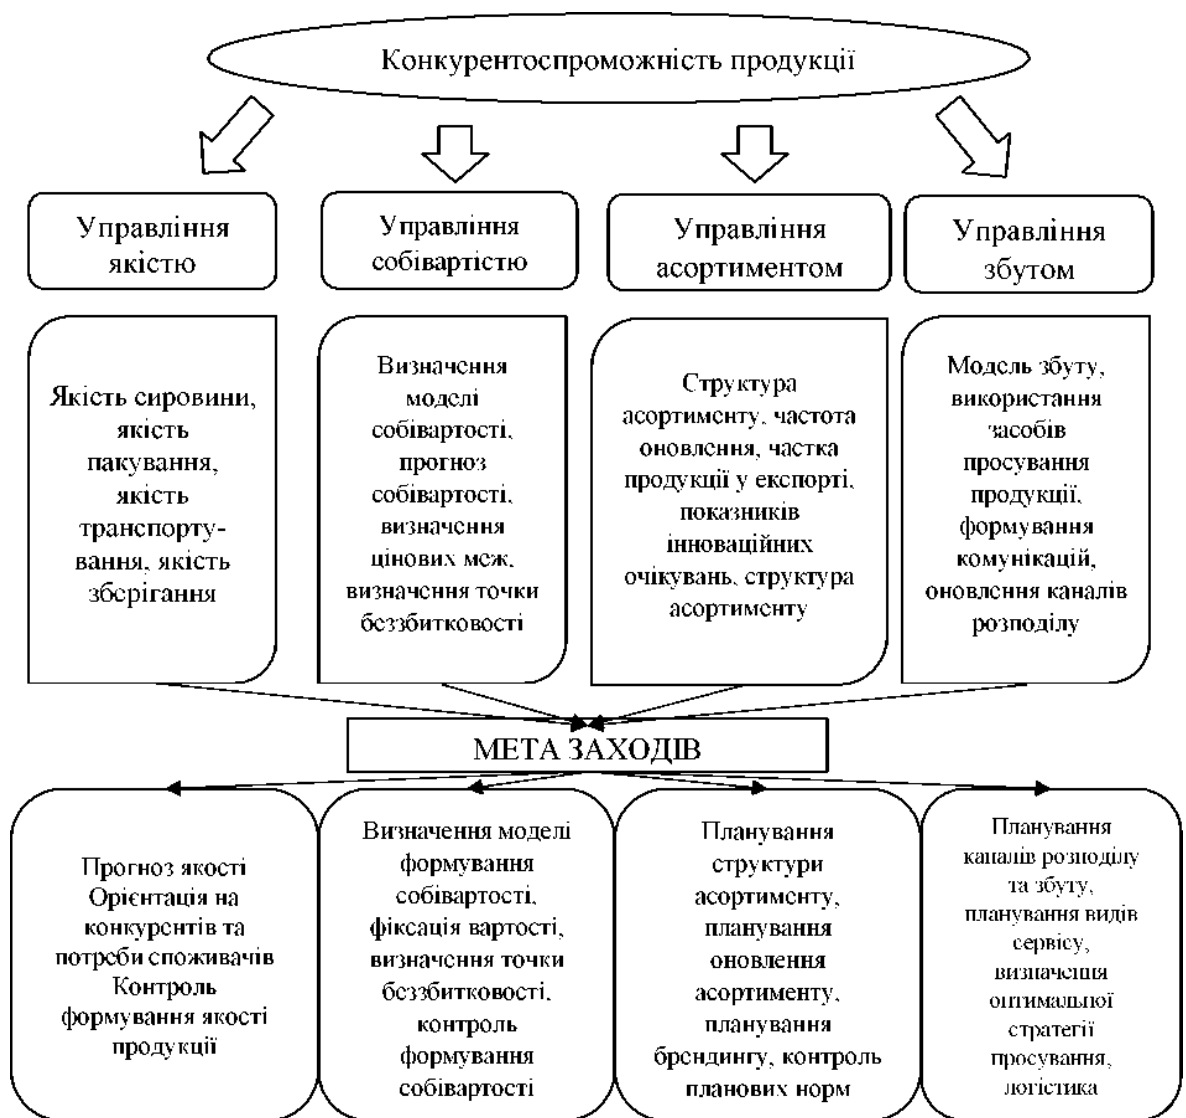 Конкурентоспроможність продукції
Управління
якістю
Управління
собівартістю
Управління
асортиментом
Управління
збутом
Якість сировини,
якість
пакування,
якість
транспорту-
вання, якість
зберігання
Визначення
моделі
собівартості,
прогноз
собівартості,
визначення
цінових меж,
визначення точки
беззбитковості
Структура
асортименту, частота
оновлення, частка
продукції у експорті,
показників
інноваційних
очікувань, структура
асортименту
Модель збуту,
використання
засобів
просування
продукції,
формування
комунікацій,
оновлення каналів
розподілу
МЕТА ЗАХОДІВ
Прогноз якості
Орієнтація на
конкурентів та
потреби споживачів
Контроль
формування якості
продукції
Визначення моделі
формування
собівартості,
фіксація вартості,
визначення точки
беззбитковості,
контроль
формування
собівартості
Планування
структури
асортименту,
планування
оновлення
асортименту,
планування
брендингу, контроль
планових норм
Планування
каналів розподілу
та збуту,
планування видів
сервісу,
визначення
оптимальної
стратегії
просування,
логістика